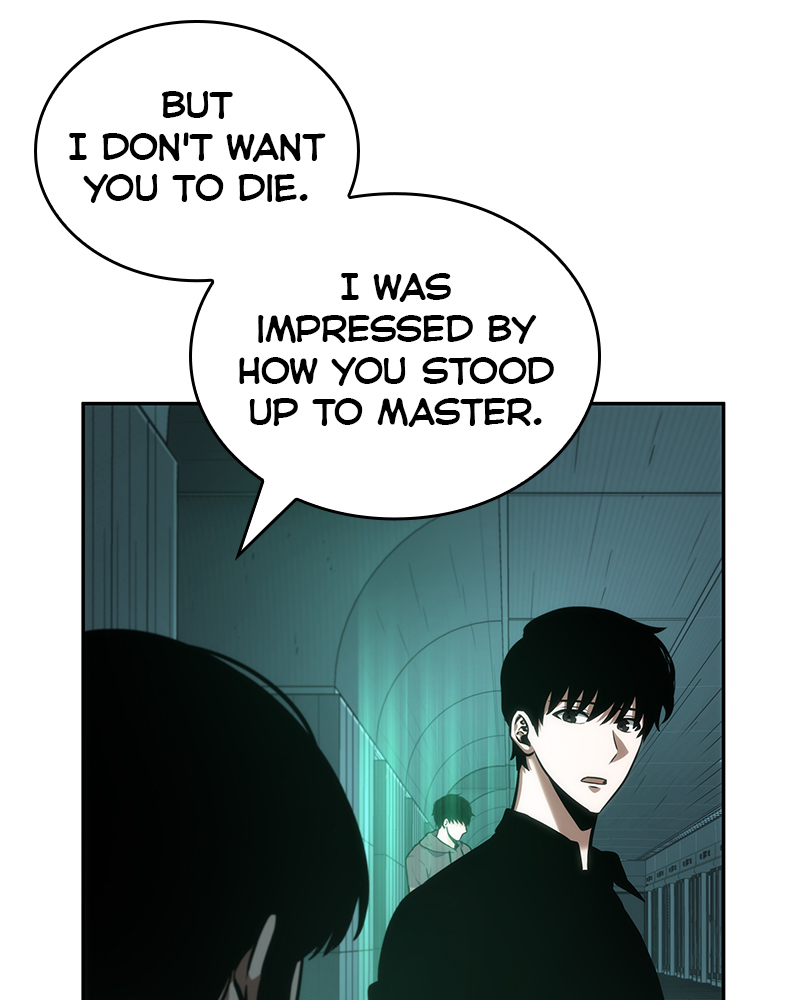 BUT
I DON'T WANT
YOU TO DIE.
I WAS
IMPRESSED BY
HOW YOU STOOD
UP TO MASTER.